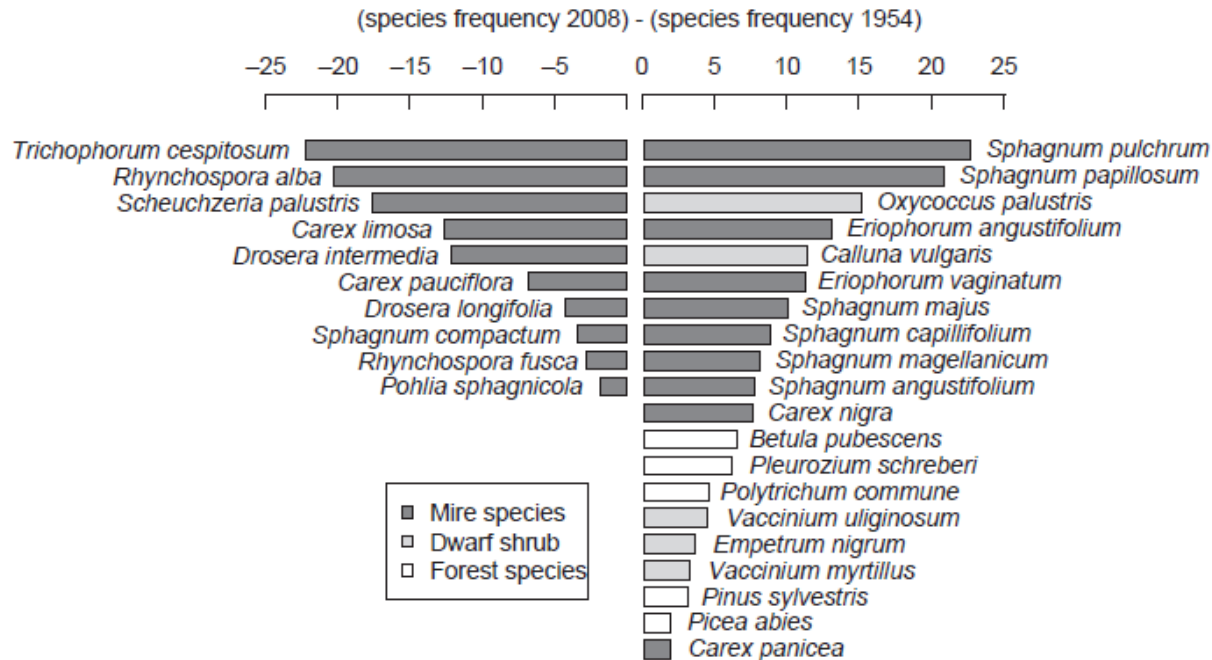 (species frequency 2008) - (species frequency 1954)
–25 –20 –15 –10 –5 0 5 10 15 20 25
Trichophorum cespitosum Sphagnum pulchrum
Rhynchospora alba Sphagnum papillosum
Scheuchzeria palustris Oxycoccus palustris
Carex limosa Eriophorum angustifolium
Drosera intermedia Calluna vulgaris
Carex pauciflora Eriophorum vaginatum
Drosera longifolia Sphagnum majus
Sphagnum compactum Sphagnum capillifolium
Rhynchospora fusca Sphagnum magellanicum
Pohlia sphagnicola Sphagnum angustifolium
Carex nigra
Betula pubescens
Pleurozium schreberi
Polytrichum commune
Mire species Vaccinium uliginosum
Dwarf shrub Empetrum nigrum
Forest species Vaccinium myrtillus
Pinus sylvestris
Picea abies
Carex panicea